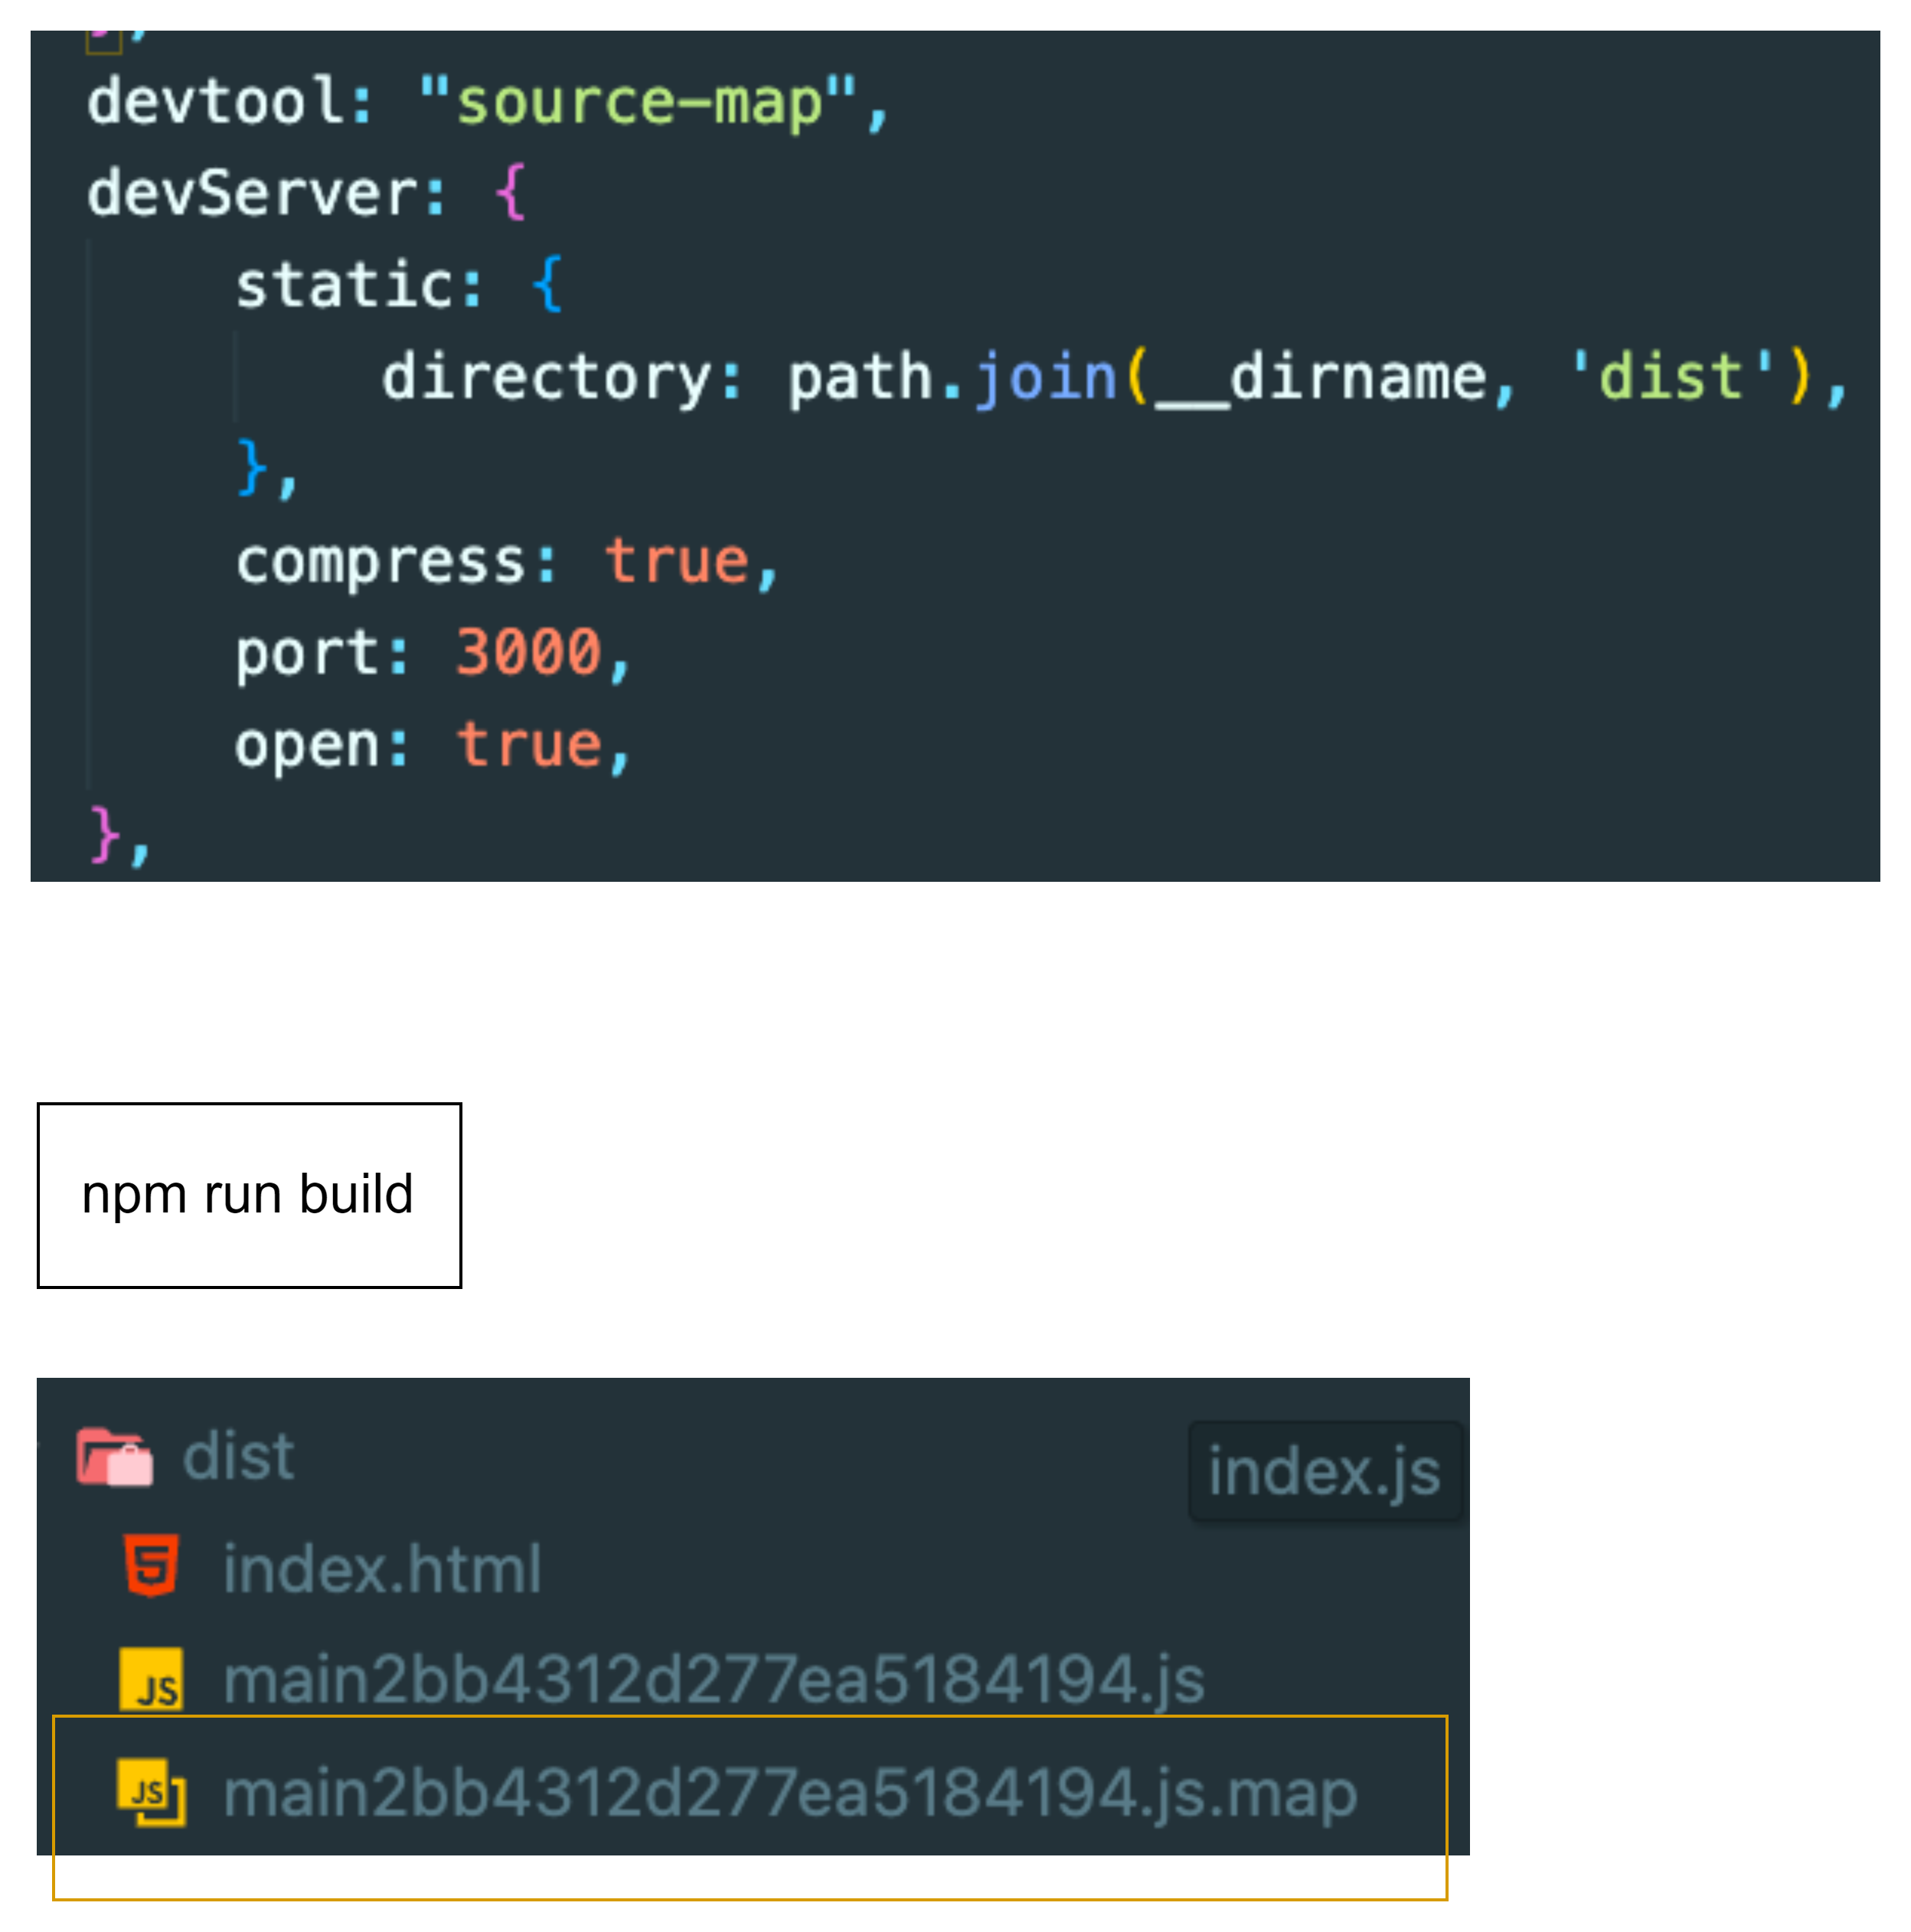 },
devtool: "source-map",
devServer: {
static: {
directory: path.join(__dirname, 'dist'),
},
compress: true,
port: 3000,
open: true,
},
npm run build
dist
index.js
index.html
JS main2bb4312d277ea5184194.js
JS main2bb4312d277ea5184194.js.map